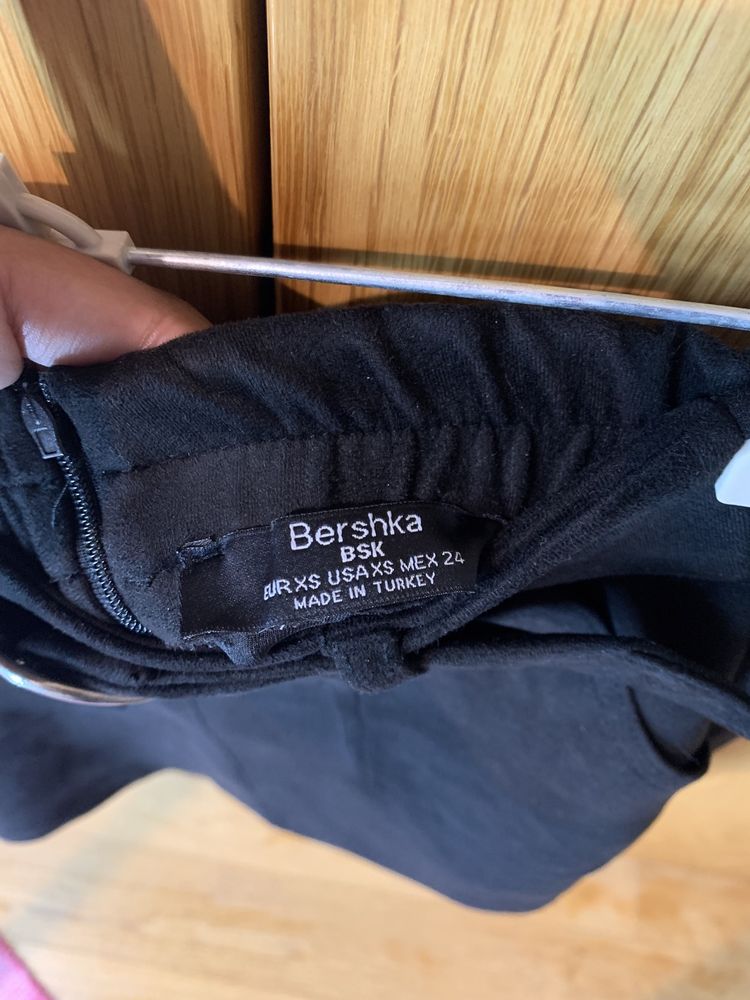 Bershka
BSK
EUR XS USA XS MEX 24
MADE IN TURKEY